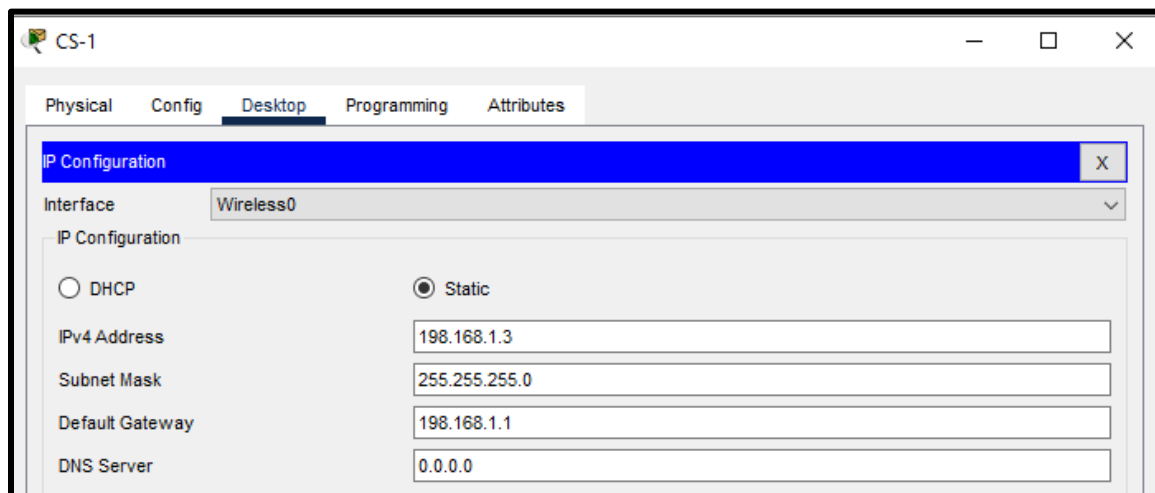 CS-1
Physical Config Desktop Programming Attributes
IP Configuration X
Interface Wireless0
IP Configuration
DHCP Static
IPv4 Address 198.168.1.3
Subnet Mask 255.255.255.0
Default Gateway 198.168.1.1
DNS Server 0.0.0.0